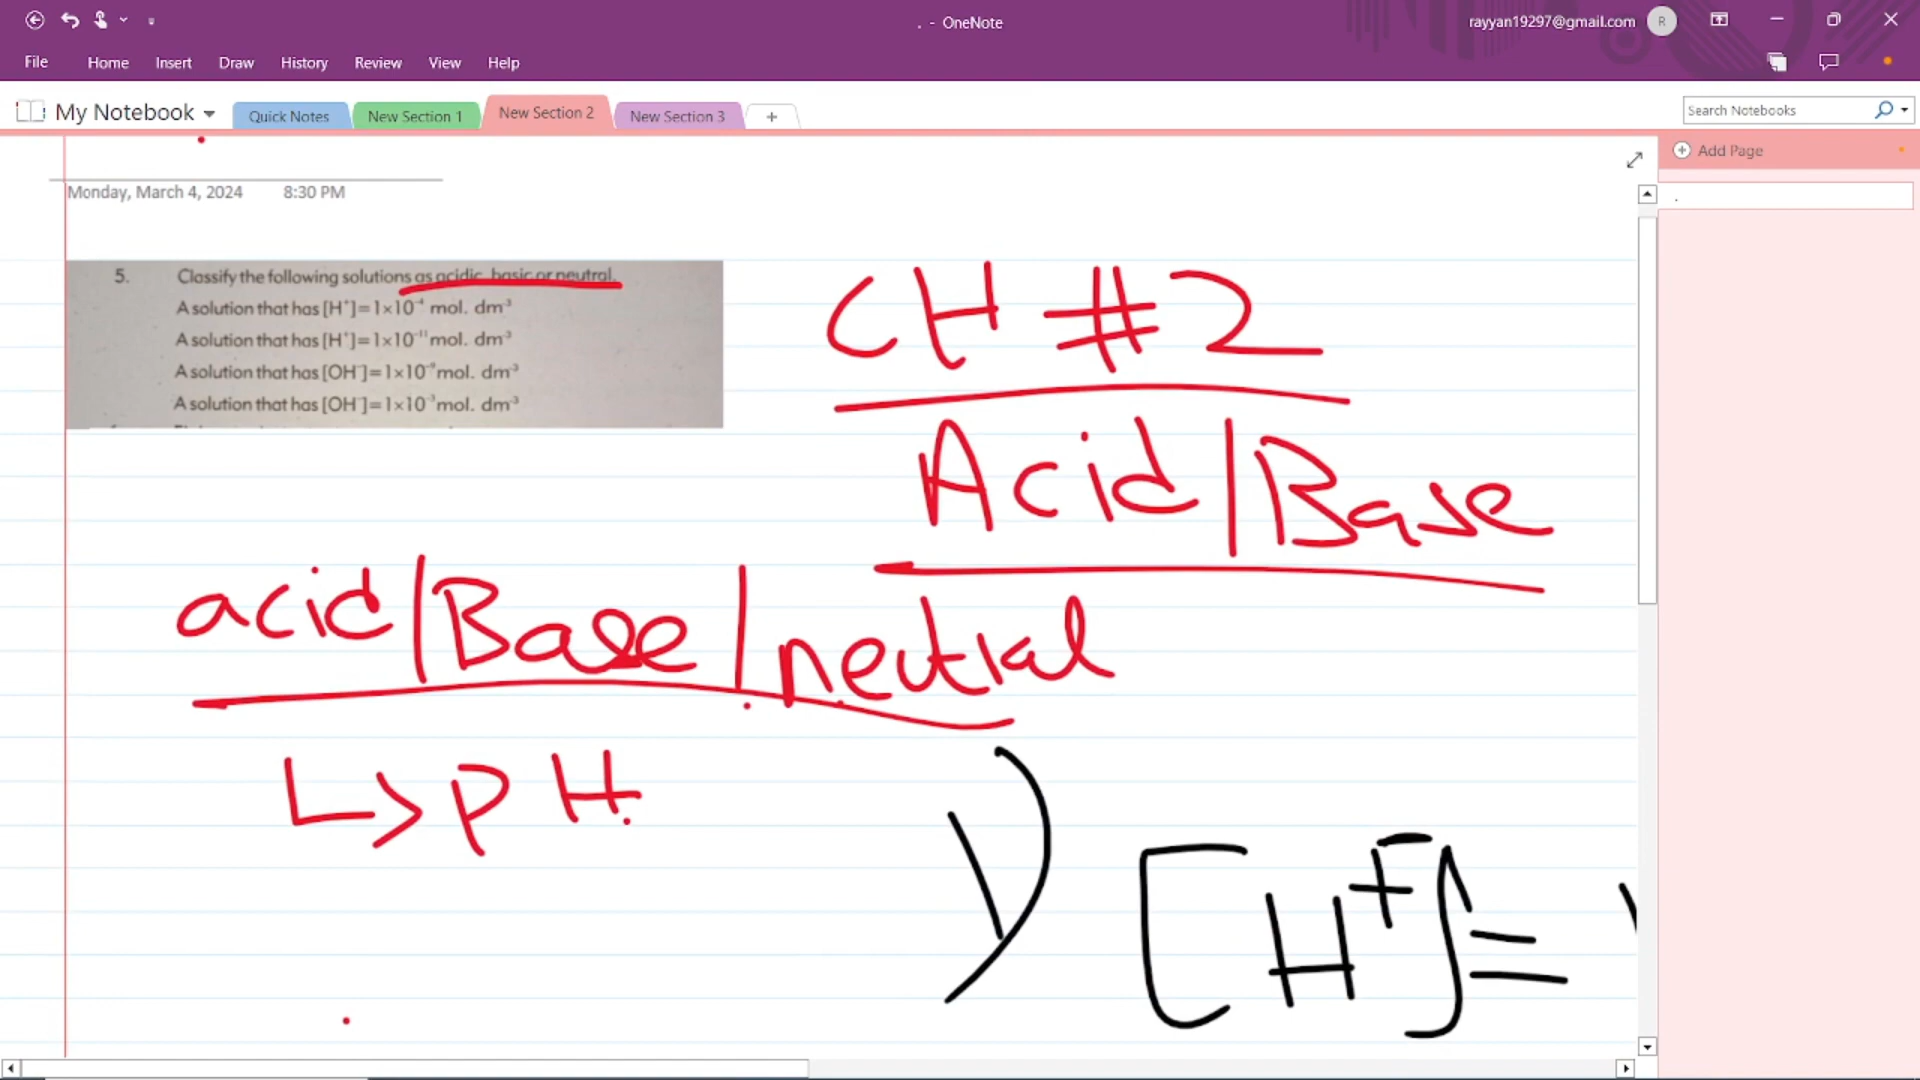 . - OneNote
rayyan19297@gmail.com
R
File Home Insert Draw History Review View Help
My Notebook
Quick Notes
New Section 1
New Section 2
New Section 3
+
Search Notebooks
Add Page
.
Monday, March 4, 2024 8:30 PM
5. Classify the following solutions as acidic, basic or neutral.
A solution that has [H⁺]=1×10⁻⁴ mol. dm⁻³
A solution that has [H⁺]=1×10⁻¹¹ mol. dm⁻³
A solution that has [OH⁻]=1×10⁻⁹ mol. dm⁻³
A solution that has [OH⁻]=1×10⁻³ mol. dm⁻³
CH #2
Acid|Base
acid|Base|neutral
↳> pH
1) [H⁺]=